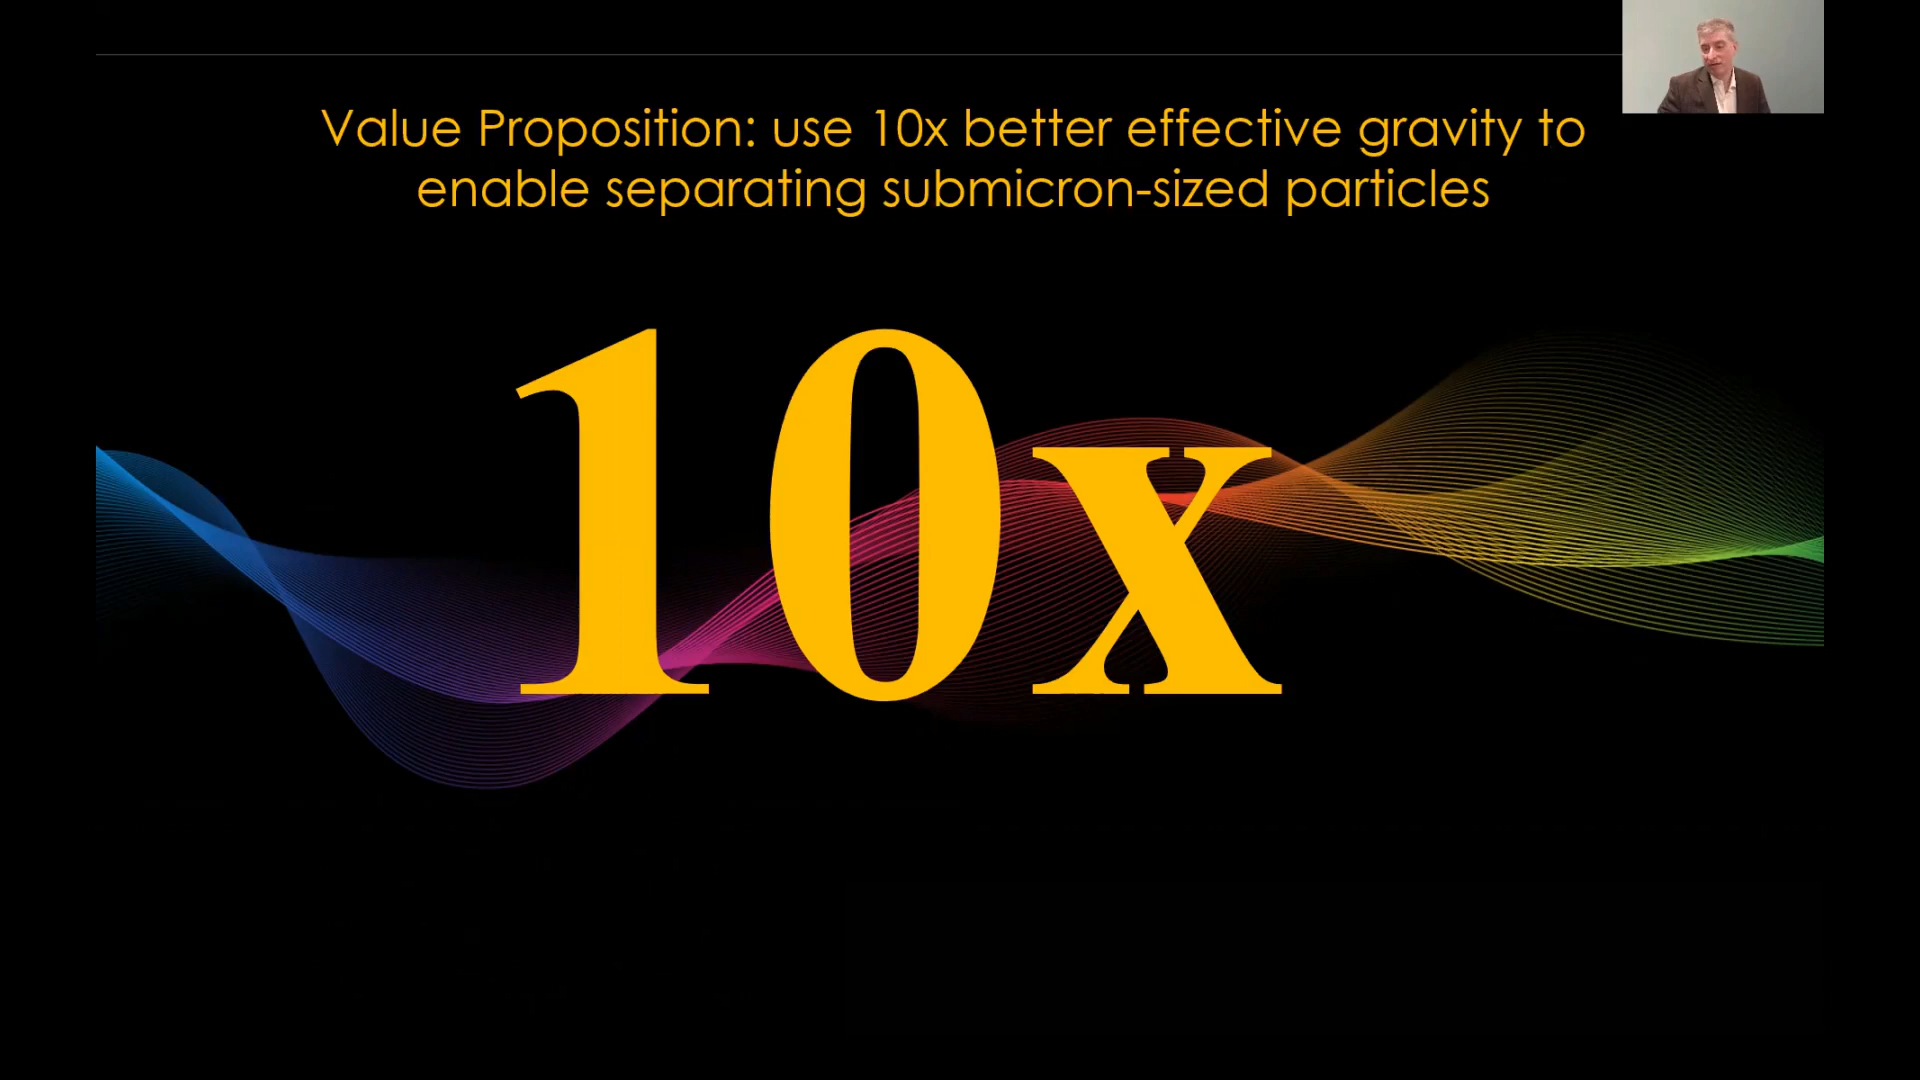 Value Proposition: use 10x better effective gravity to
enable separating submicron-sized particles
10x